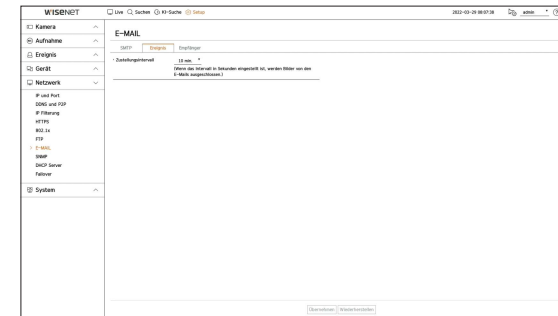 WISENET
Live Suchen KI-Suche Setup
2022-03-29 00:07:38 admin
Kamera
Aufnahme
Ereignis
Gerät
Netzwerk
IP und Port
DDNS und P2P
IP Filterung
HTTPS
802.1x
FTP
E-MAIL
SNMP
DHCP Server
Failover
System
E-MAIL
SMTP Ereignis Empfänger
Zustellungsintervall 10 min.
(Wenn das Intervall in Sekunden eingestellt ist, werden Bilder von den
E-Mails ausgeschlossen.)
Übernehmen Wiederherstellen